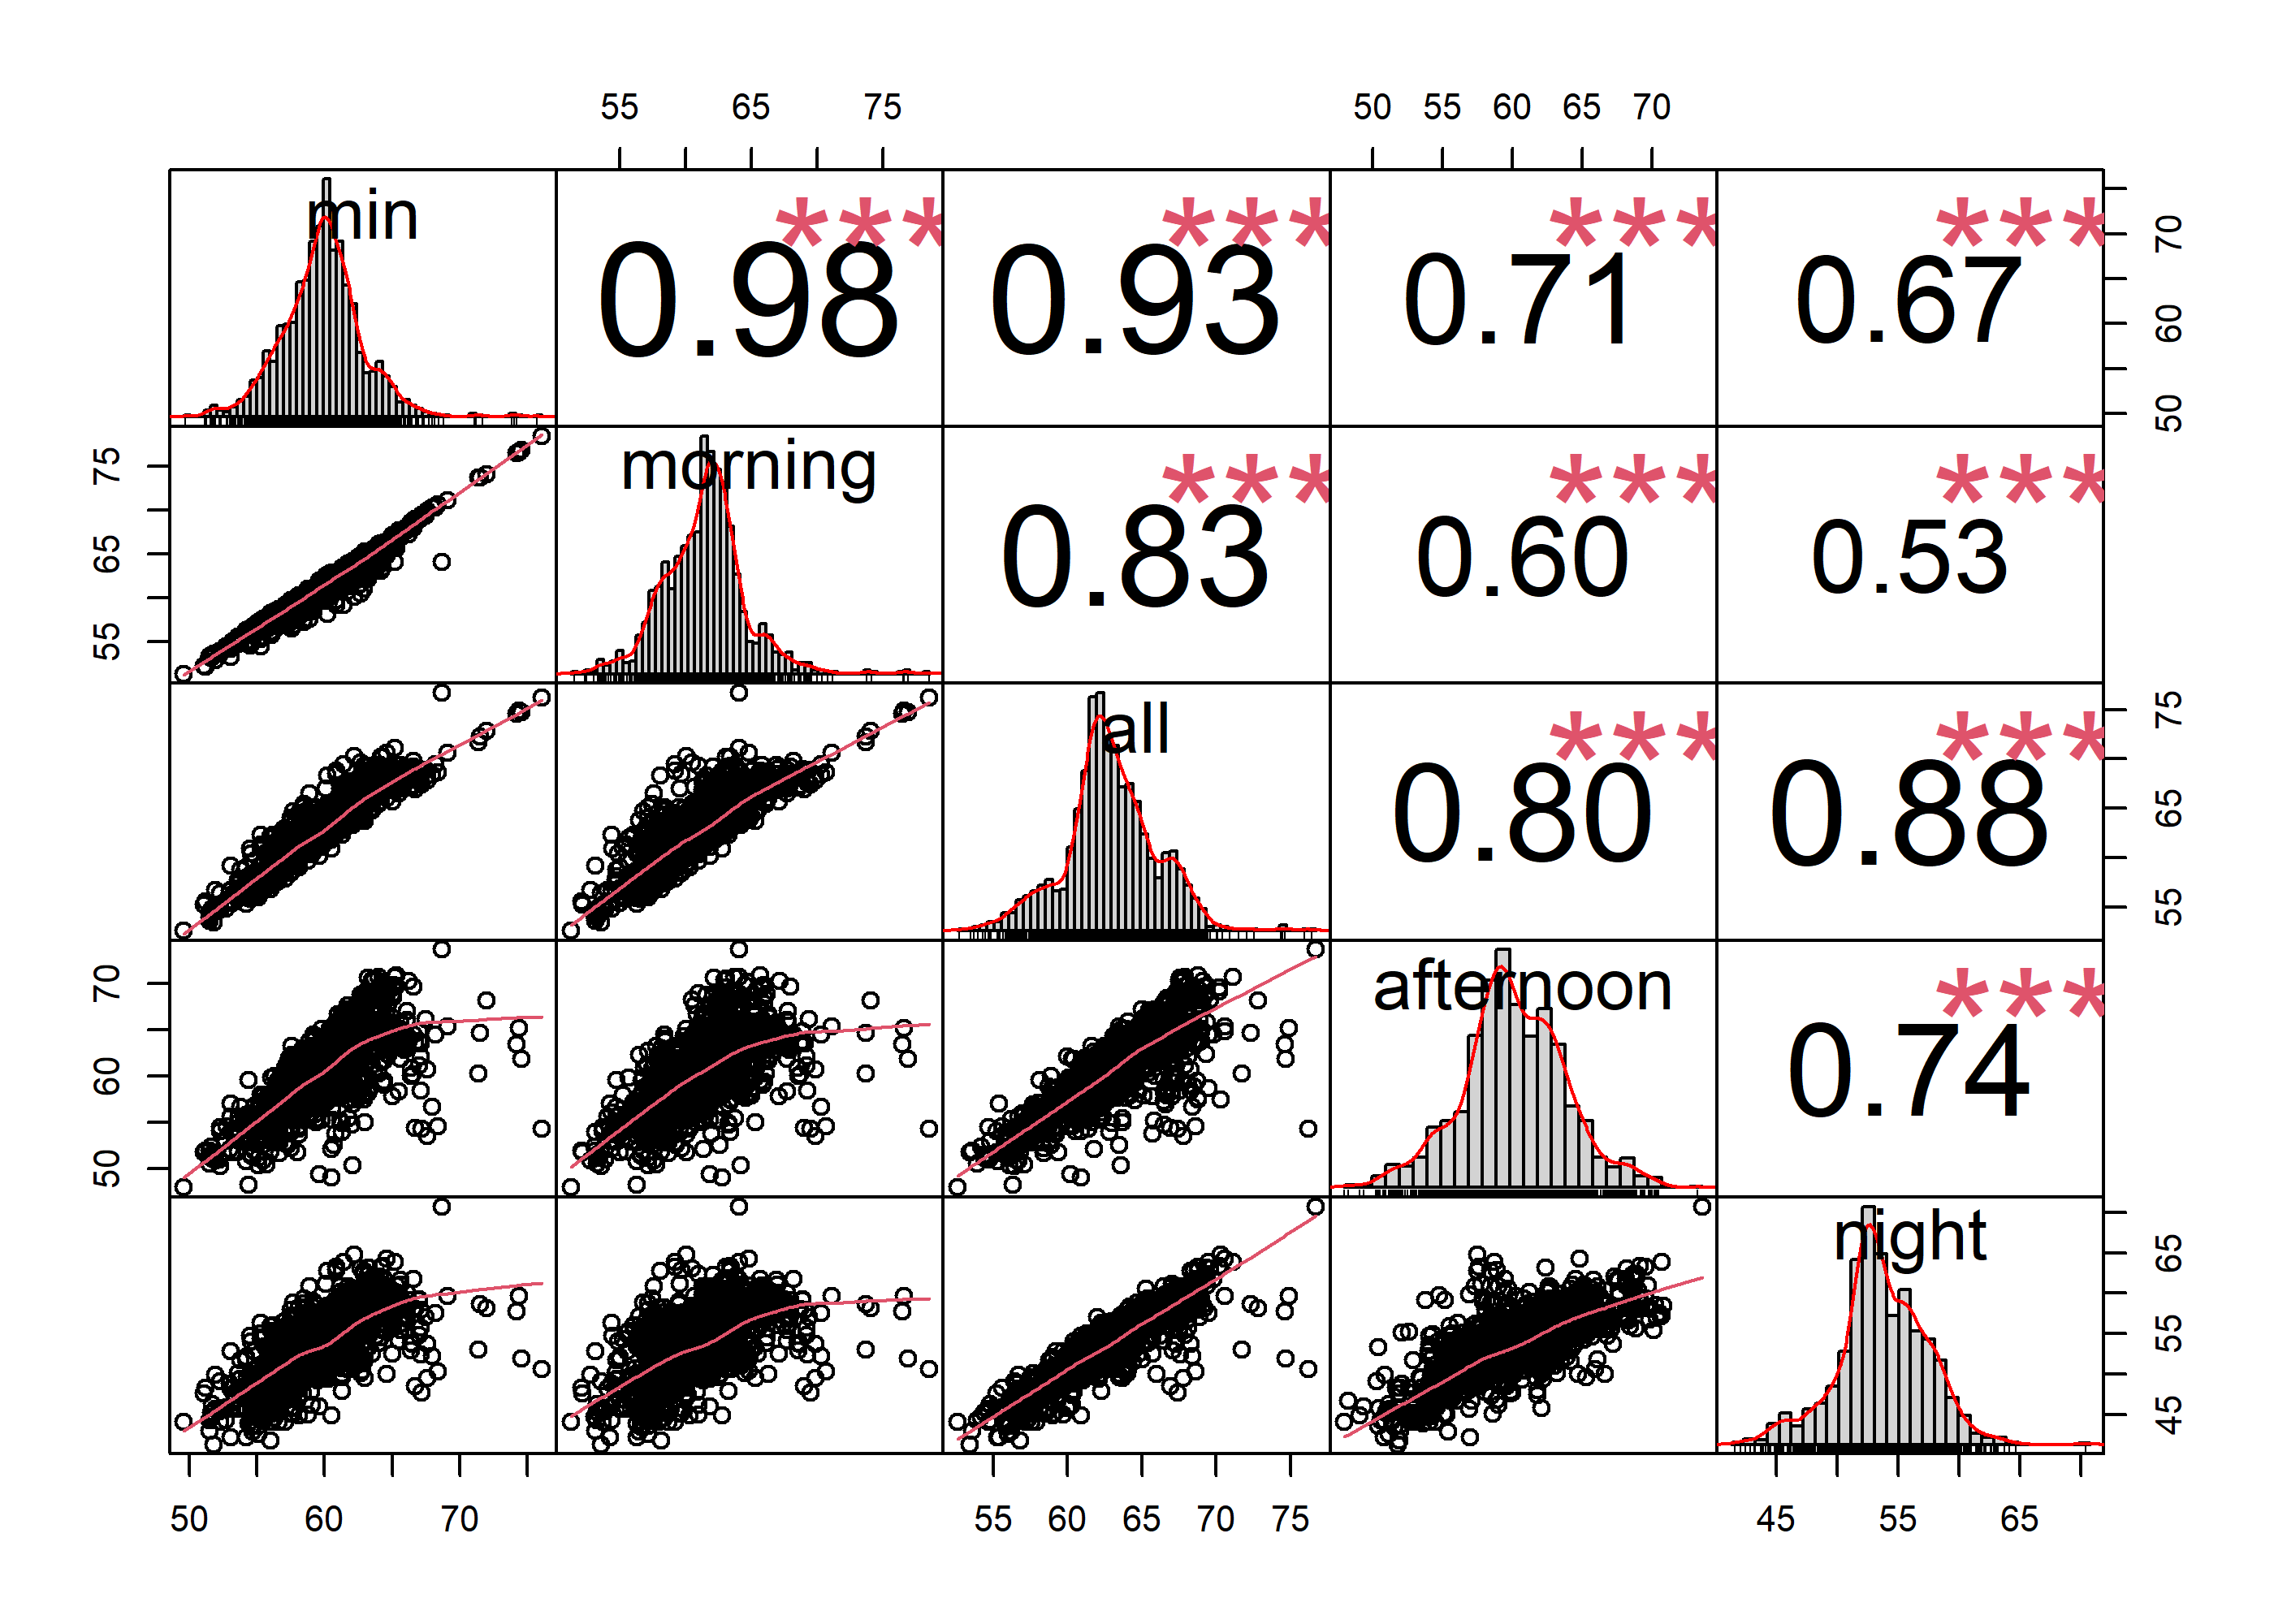 55 65 75 50 55 60 65 70
min 0.98 *** 0.93 *** 0.71 *** 0.67 *** 50 60 70
55 65 75 morning 0.83 *** 0.60 *** 0.53 ***
all 0.80 *** 0.88 *** 55 65 75
50 60 70 afternoon 0.74 ***
night 45 55 65
50 60 70 55 60 65 70 75 45 55 65